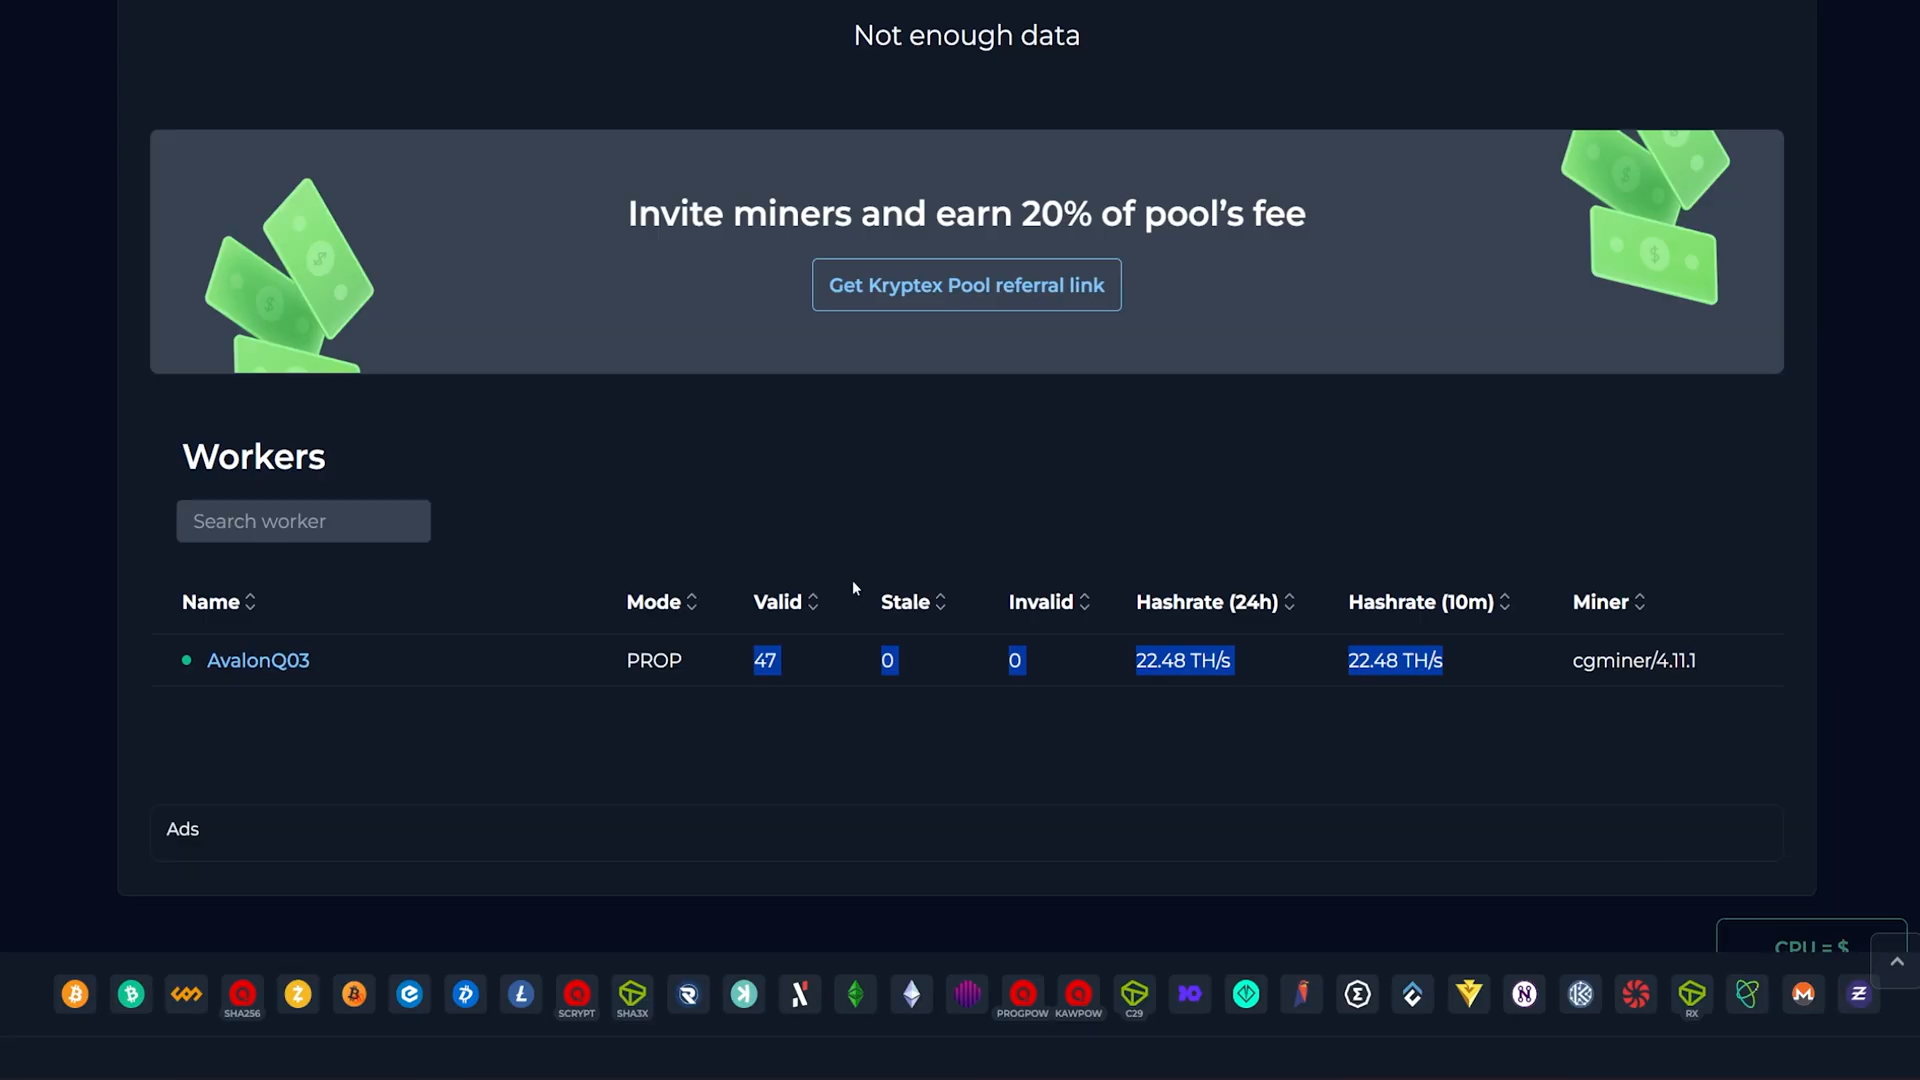 Not enough data
Invite miners and earn 20% of pool's fee
Get Kryptex Pool referral link
Workers
Search worker
Name Mode Valid Stale Invalid Hashrate (24h) Hashrate (10m) Miner
AvalonQ03 PROP 47 0 0 22.48 TH/s 22.48 TH/s cgminer/4.11.1
Ads
CPU = $
SHA256 SCRYPT SHA3X PROGPOW KAWPOW C29 RX